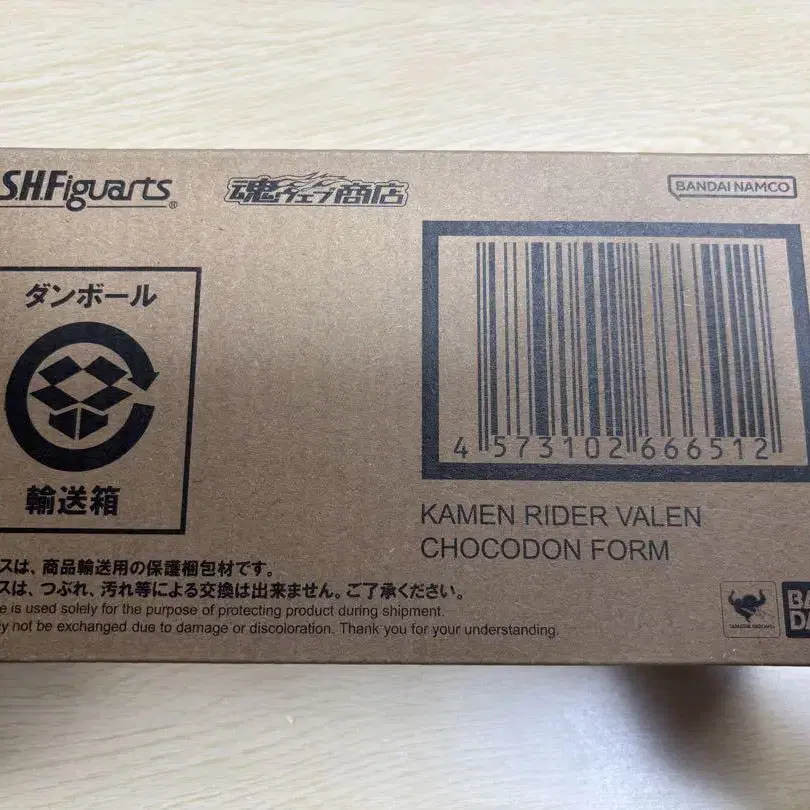 S.H.Figuarts®
魂ウェブ商店
BANDAI NAMCO
ダンボール
輸送箱
4 573102 666512
KAMEN RIDER VALEN
CHOCODON FORM
スは、商品輸送用の保護梱包材です。
スは、つぶれ、汚れ等による交換は出来ません。ご了承ください。
e is used solely for the purpose of protecting product during shipment.
y not be exchanged due to damage or discoloration. Thank you for your understanding.
TAMASHII NATIONS
BA
DA